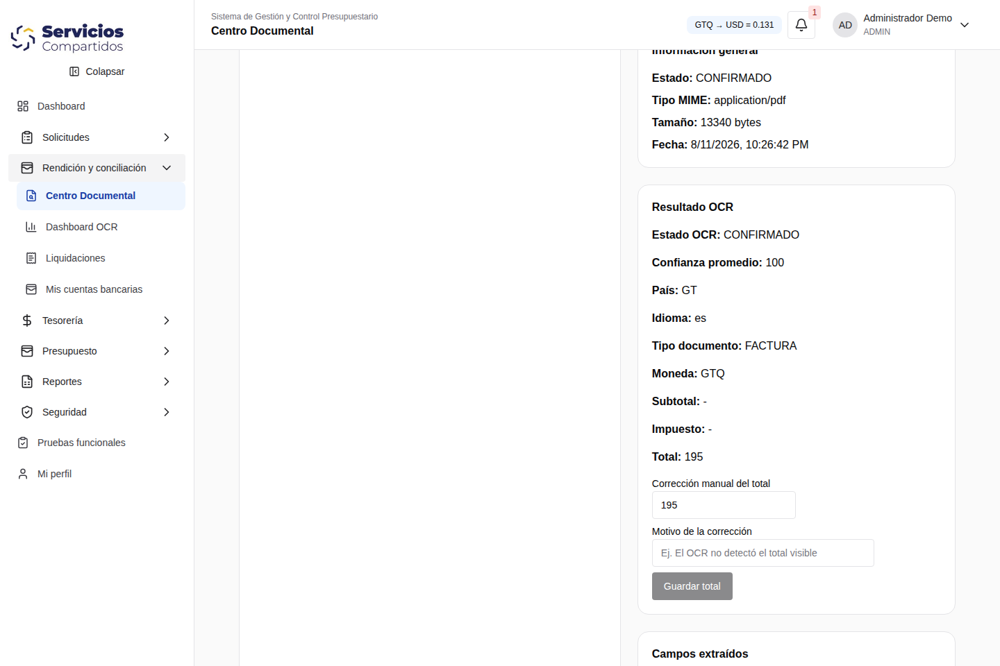 Servicios
Compartidos
Colapsar
Dashboard
Solicitudes
Rendición y conciliación
Centro Documental
Dashboard OCR
Liquidaciones
Mis cuentas bancarias
Tesorería
Presupuesto
Reportes
Seguridad
Pruebas funcionales
Mi perfil
Sistema de Gestión y Control Presupuestario
Centro Documental
GTQ → USD = 0.131
1
AD
Administrador Demo
ADMIN
Información general
Estado: CONFIRMADO
Tipo MIME: application/pdf
Tamaño: 13340 bytes
Fecha: 8/11/2026, 10:26:42 PM
Resultado OCR
Estado OCR: CONFIRMADO
Confianza promedio: 100
País: GT
Idioma: es
Tipo documento: FACTURA
Moneda: GTQ
Subtotal: -
Impuesto: -
Total: 195
Corrección manual del total
195
Motivo de la corrección
Ej. El OCR no detectó el total visible
Guardar total
Campos extraídos